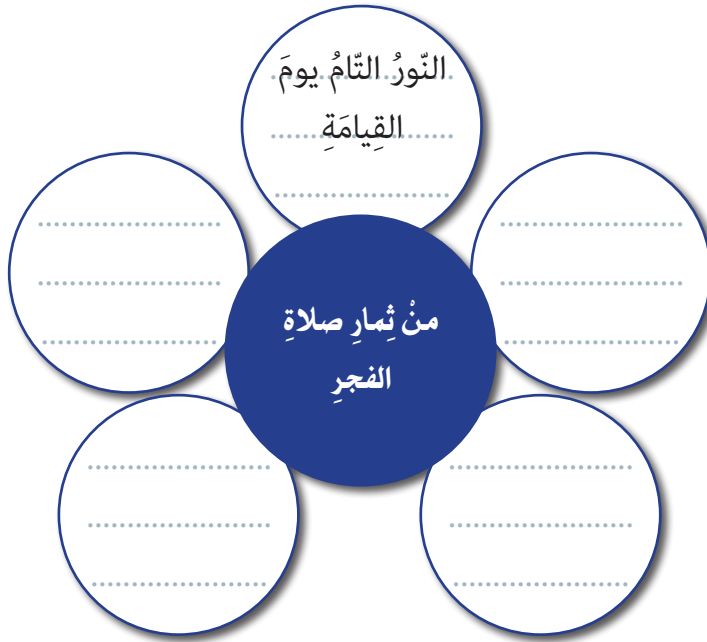 النّورُ التّامُ يومَ
القِيامَةِ
منْ ثِمارِ صلاةِ
الفجرِ